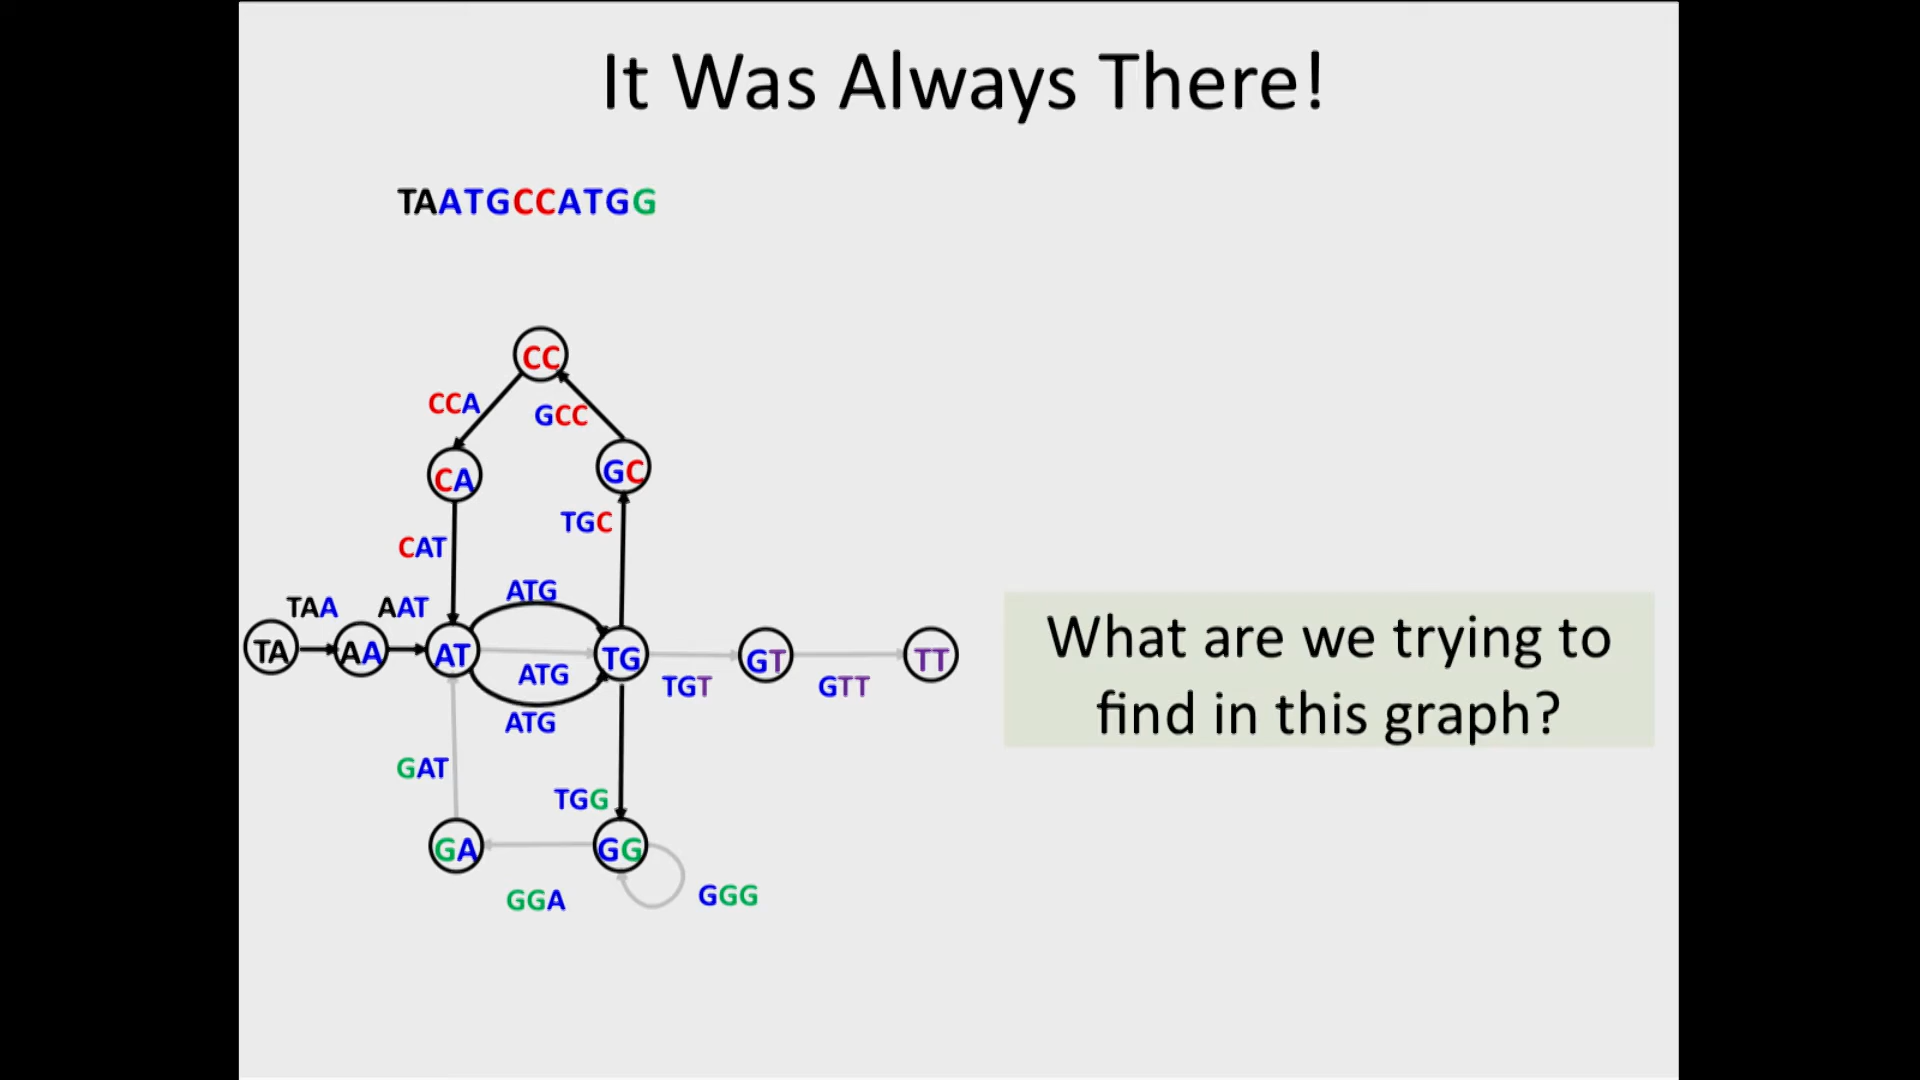 It Was Always There!
TAATGCCATGG
CC
CCA
GCC
CA
GC
TGC
CAT
ATG
TAA
AAT
TA
AA
AT
TG
GT
TT
ATG
TGT
GTT
ATG
GAT
TGG
GA
GG
GGA
GGG
What are we trying to
find in this graph?